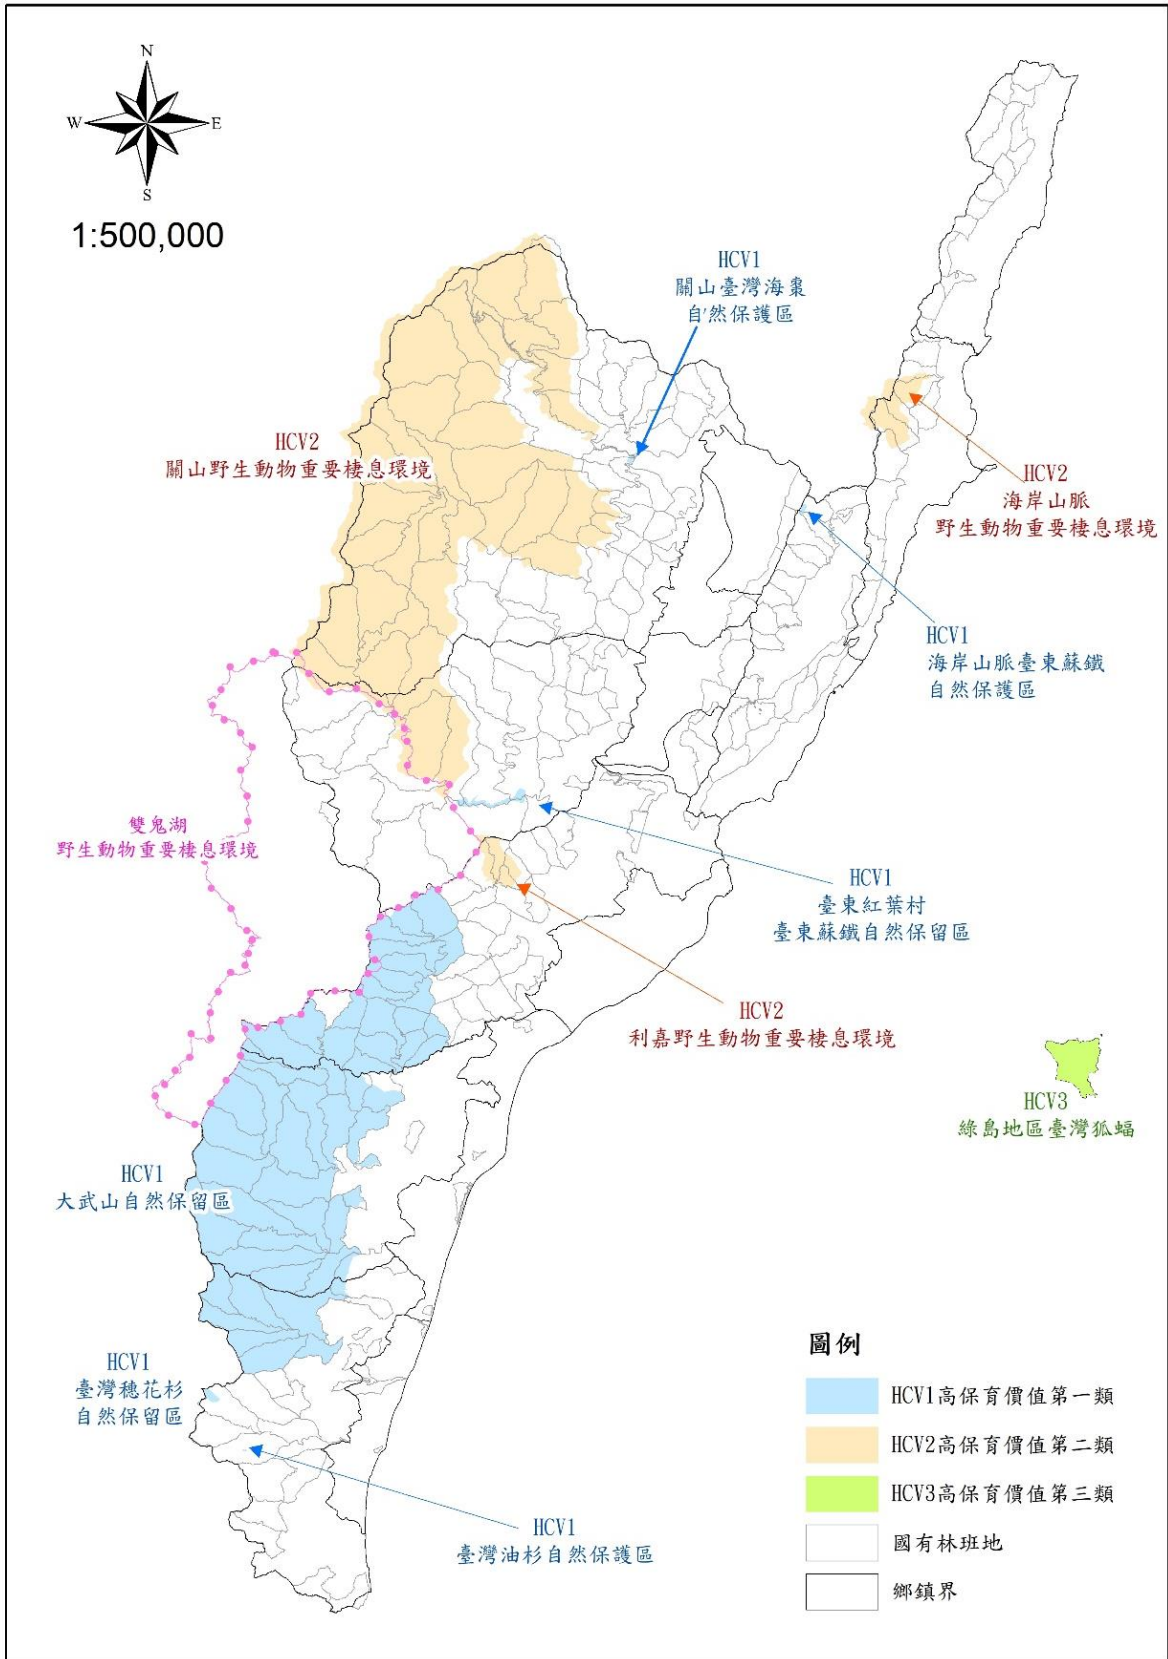 N
W
E
S
1:500,000
HCV1
關山臺灣海棗
自然保護區
HCV2
關山野生動物重要棲息環境
HCV2
海岸山脈
野生動物重要棲息環境
HCV1
海岸山脈臺東蘇鐵
自然保護區
雙鬼湖
野生動物重要棲息環境
HCV1
臺東紅葉村
臺東蘇鐵自然保留區
HCV2
利嘉野生動物重要棲息環境
HCV3
綠島地區臺灣狐蝠
HCV1
大武山自然保留區
HCV1
臺灣穗花杉
自然保留區
HCV1
臺灣油杉自然保護區
圖例
HCV1高保育價值第一類
HCV2高保育價值第二類
HCV3高保育價值第三類
國有林班地
鄉鎮界